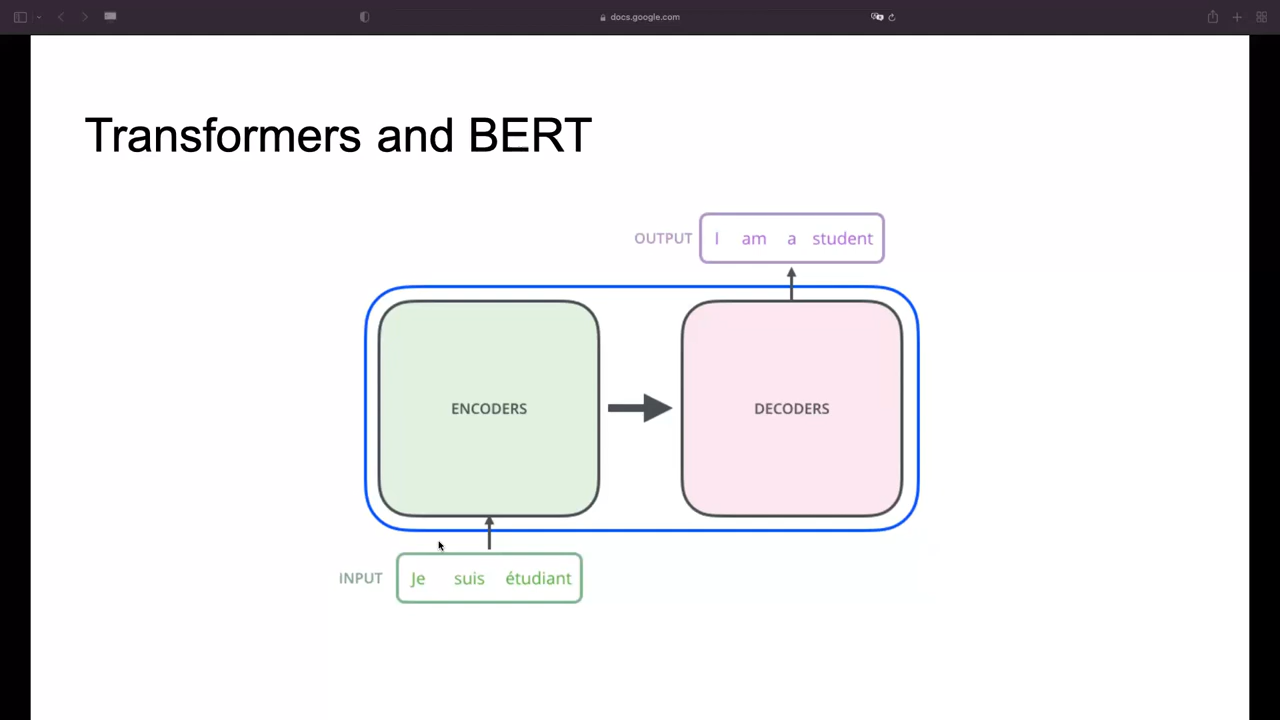 docs.google.com
Transformers and BERT
OUTPUT I am a student
ENCODERS
DECODERS
INPUT Je suis étudiant